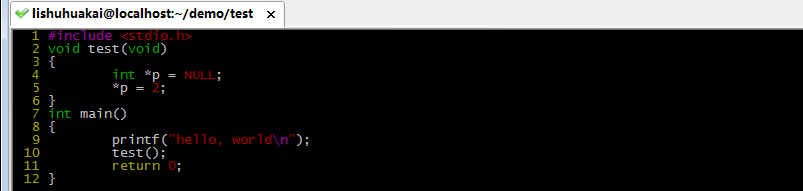 lishuhuakai@localhost:~/demo/test ×
1 #include <stdio.h>
2 void test(void)
3 {
4         int *p = NULL;
5         *p = 2;
6 }
7 int main()
8 {
9         printf("hello, world\n");
10         test();
11         return 0;
12 }